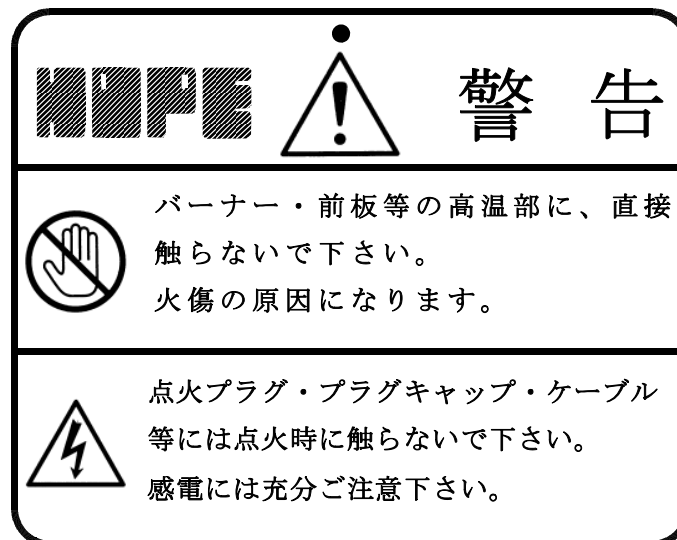 HOPE 警告
バーナー・前板等の高温部に、直接
触らないで下さい。
火傷の原因になります。
点火プラグ・プラグキャップ・ケーブル
等には点火時に触らないで下さい。
感電には充分ご注意下さい。